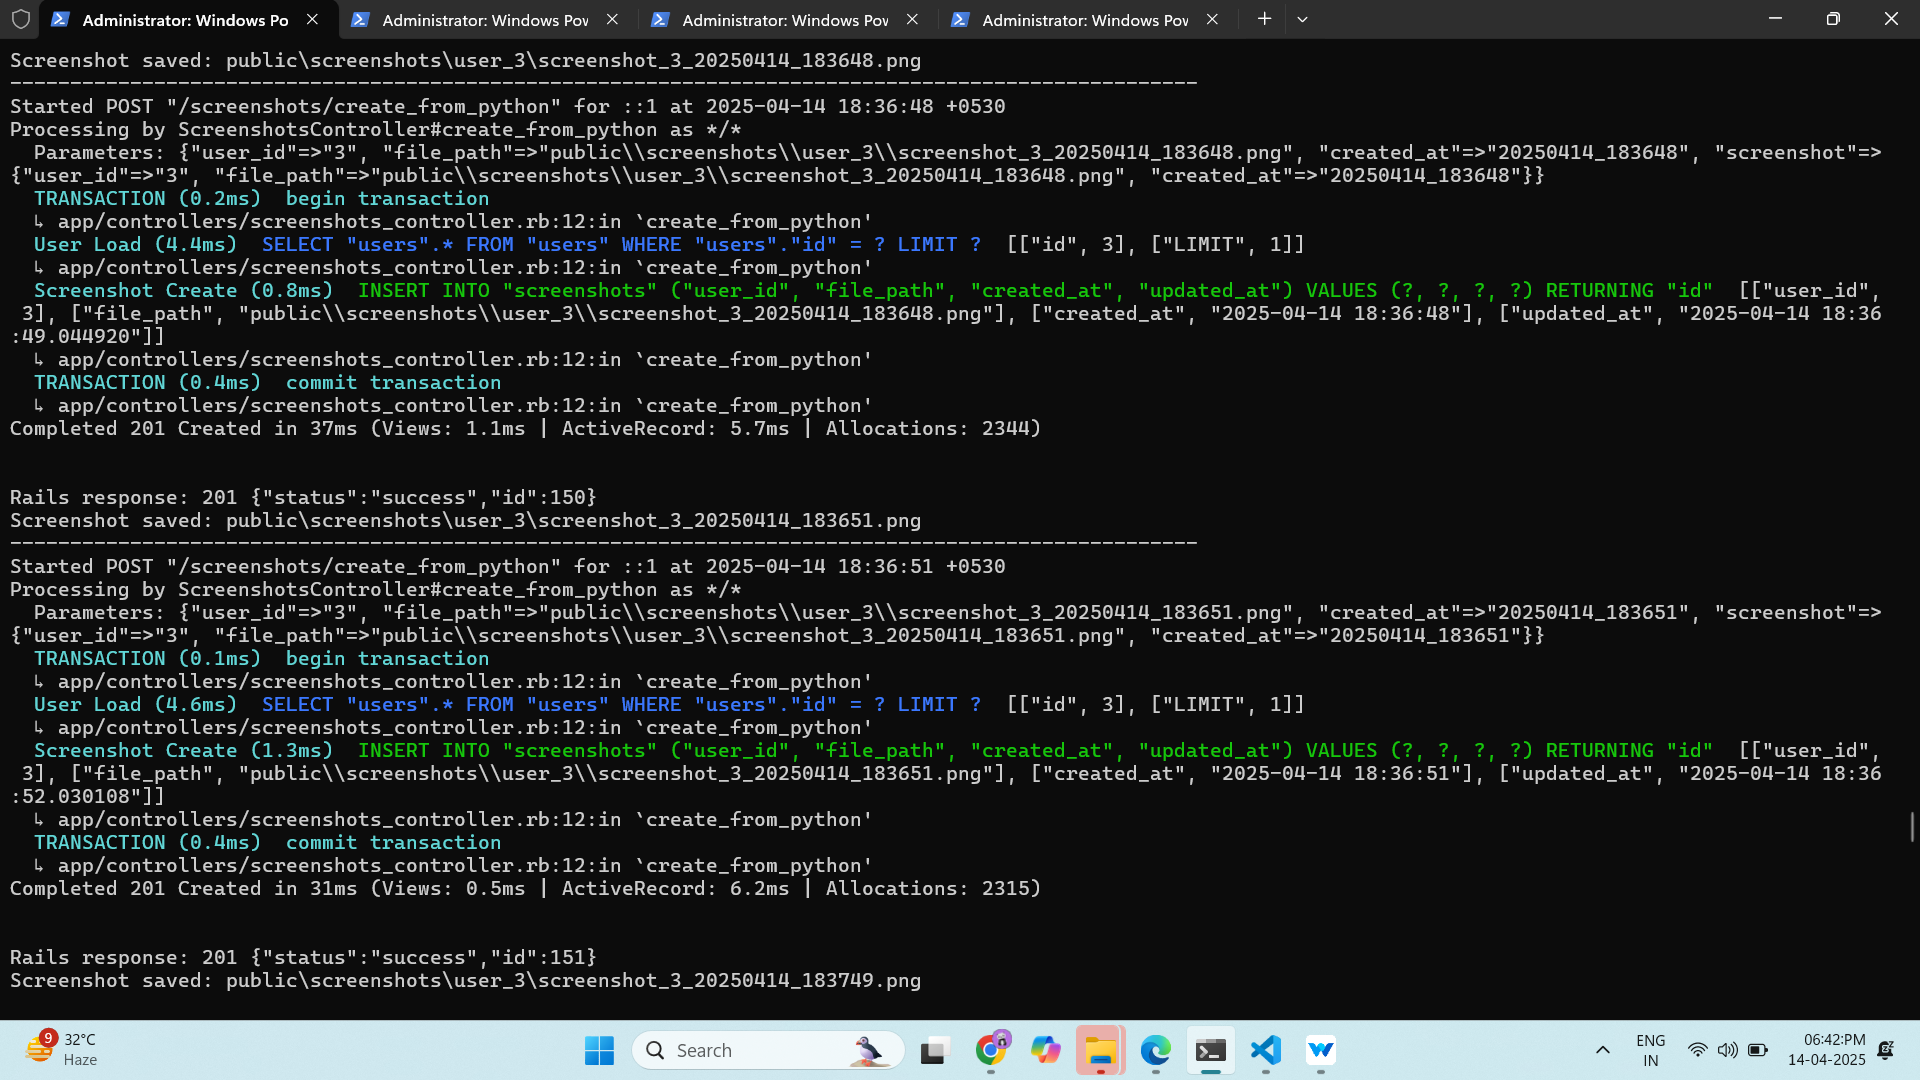 Administrator: Windows Po
Administrator: Windows Pov
Administrator: Windows Pov
Administrator: Windows Pov
Screenshot saved: public\screenshots\user_3\screenshot_3_20250414_183648.png
---------------------------------------------------------------------------------------------------
Started POST "/screenshots/create_from_python" for ::1 at 2025-04-14 18:36:48 +0530
Processing by ScreenshotsController#create_from_python as */*
Parameters: {"user_id"=>"3", "file_path"=>"public\\screenshots\\user_3\\screenshot_3_20250414_183648.png", "created_at"=>"20250414_183648", "screenshot"=>
{"user_id"=>"3", "file_path"=>"public\\screenshots\\user_3\\screenshot_3_20250414_183648.png", "created_at"=>"20250414_183648"}}
TRANSACTION (0.2ms)  begin transaction
↳ app/controllers/screenshots_controller.rb:12:in `create_from_python'
User Load (4.4ms)  SELECT "users".* FROM "users" WHERE "users"."id" = ? LIMIT ?  [["id", 3], ["LIMIT", 1]]
↳ app/controllers/screenshots_controller.rb:12:in `create_from_python'
Screenshot Create (0.8ms)  INSERT INTO "screenshots" ("user_id", "file_path", "created_at", "updated_at") VALUES (?, ?, ?, ?) RETURNING "id"  [["user_id",
3], ["file_path", "public\\screenshots\\user_3\\screenshot_3_20250414_183648.png"], ["created_at", "2025-04-14 18:36:48"], ["updated_at", "2025-04-14 18:36
:49.044920"]]
↳ app/controllers/screenshots_controller.rb:12:in `create_from_python'
TRANSACTION (0.4ms)  commit transaction
↳ app/controllers/screenshots_controller.rb:12:in `create_from_python'
Completed 201 Created in 37ms (Views: 1.1ms | ActiveRecord: 5.7ms | Allocations: 2344)
Rails response: 201 {"status":"success","id":150}
Screenshot saved: public\screenshots\user_3\screenshot_3_20250414_183651.png
---------------------------------------------------------------------------------------------------
Started POST "/screenshots/create_from_python" for ::1 at 2025-04-14 18:36:51 +0530
Processing by ScreenshotsController#create_from_python as */*
Parameters: {"user_id"=>"3", "file_path"=>"public\\screenshots\\user_3\\screenshot_3_20250414_183651.png", "created_at"=>"20250414_183651", "screenshot"=>
{"user_id"=>"3", "file_path"=>"public\\screenshots\\user_3\\screenshot_3_20250414_183651.png", "created_at"=>"20250414_183651"}}
TRANSACTION (0.1ms)  begin transaction
↳ app/controllers/screenshots_controller.rb:12:in `create_from_python'
User Load (4.6ms)  SELECT "users".* FROM "users" WHERE "users"."id" = ? LIMIT ?  [["id", 3], ["LIMIT", 1]]
↳ app/controllers/screenshots_controller.rb:12:in `create_from_python'
Screenshot Create (1.3ms)  INSERT INTO "screenshots" ("user_id", "file_path", "created_at", "updated_at") VALUES (?, ?, ?, ?) RETURNING "id"  [["user_id",
3], ["file_path", "public\\screenshots\\user_3\\screenshot_3_20250414_183651.png"], ["created_at", "2025-04-14 18:36:51"], ["updated_at", "2025-04-14 18:36
:52.030108"]]
↳ app/controllers/screenshots_controller.rb:12:in `create_from_python'
TRANSACTION (0.4ms)  commit transaction
↳ app/controllers/screenshots_controller.rb:12:in `create_from_python'
Completed 201 Created in 31ms (Views: 0.5ms | ActiveRecord: 6.2ms | Allocations: 2315)
Rails response: 201 {"status":"success","id":151}
Screenshot saved: public\screenshots\user_3\screenshot_3_20250414_183749.png
9
32°C
Haze
Search
ENG
IN
06:42:PM
14-04-2025